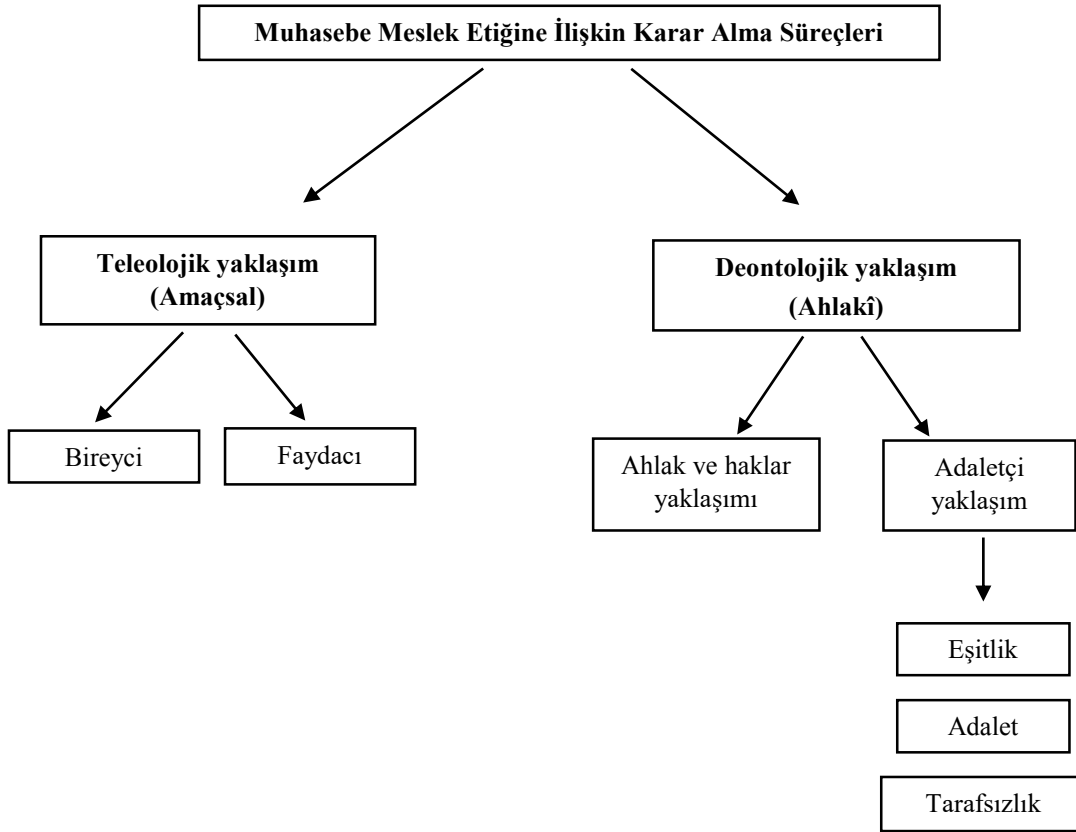 Muhasebe Meslek Etiğine İlişkin Karar Alma Süreçleri
Teleolojik yaklaşım
(Amaçsal)
Deontolojik yaklaşım
(Ahlakî)
Bireyci
Faydacı
Ahlak ve haklar
yaklaşımı
Adaletçi
yaklaşım
Eşitlik
Adalet
Tarafsızlık